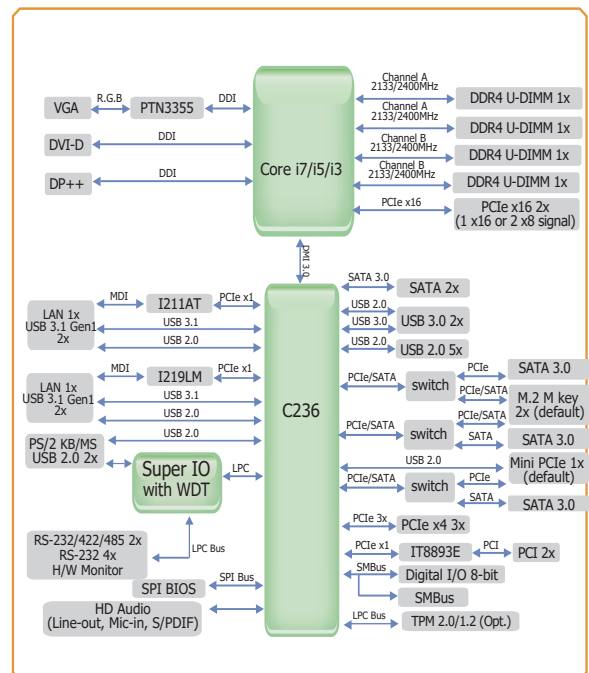 Channel A
2133/2400MHz
DDR4 U-DIMM 1x
VGA
R.G.B
PTN3355
DDI
Channel A
2133/2400MHz
DDR4 U-DIMM 1x
DVI-D
DDI
Core i7/i5/i3
Channel B
2133/2400MHz
DDR4 U-DIMM 1x
DP++
DDI
Channel B
2133/2400MHz
DDR4 U-DIMM 1x
PCIe x16
PCIe x16 2x
(1 x16 or 2 x8 signal)
DMI 3.0
SATA 3.0
SATA 2x
LAN 1x
USB 3.1 Gen1
2x
MDI
I211AT
PCIe x1
USB 3.1
USB 2.0
USB 2.0
USB 3.0
USB 3.0 2x
USB 2.0
USB 2.0 5x
LAN 1x
USB 3.1 Gen1
2x
MDI
I219LM
PCIe x1
USB 3.1
USB 2.0
C236
PCIe/SATA
switch
PCIe
SATA 3.0
PCIe/SATA
M.2 M key
2x (default)
PCIe/SATA
switch
PCIe/SATA
SATA
SATA 3.0
PS/2 KB/MS
USB 2.0 2x
USB 2.0
Super IO
with WDT
LPC
USB 2.0
Mini PCIe 1x
(default)
PCIe/SATA
switch
PCIe
SATA
SATA 3.0
RS-232/422/485 2x
RS-232 4x
H/W Monitor
LPC Bus
PCIe 3x
PCIe x4 3x
PCIe x1
IT8893E
PCI
PCI 2x
SPI BIOS
SPI Bus
SMBus
Digital I/O 8-bit
SMBus
HD Audio
(Line-out, Mic-in, S/PDIF)
LPC Bus
TPM 2.0/1.2 (Opt.)